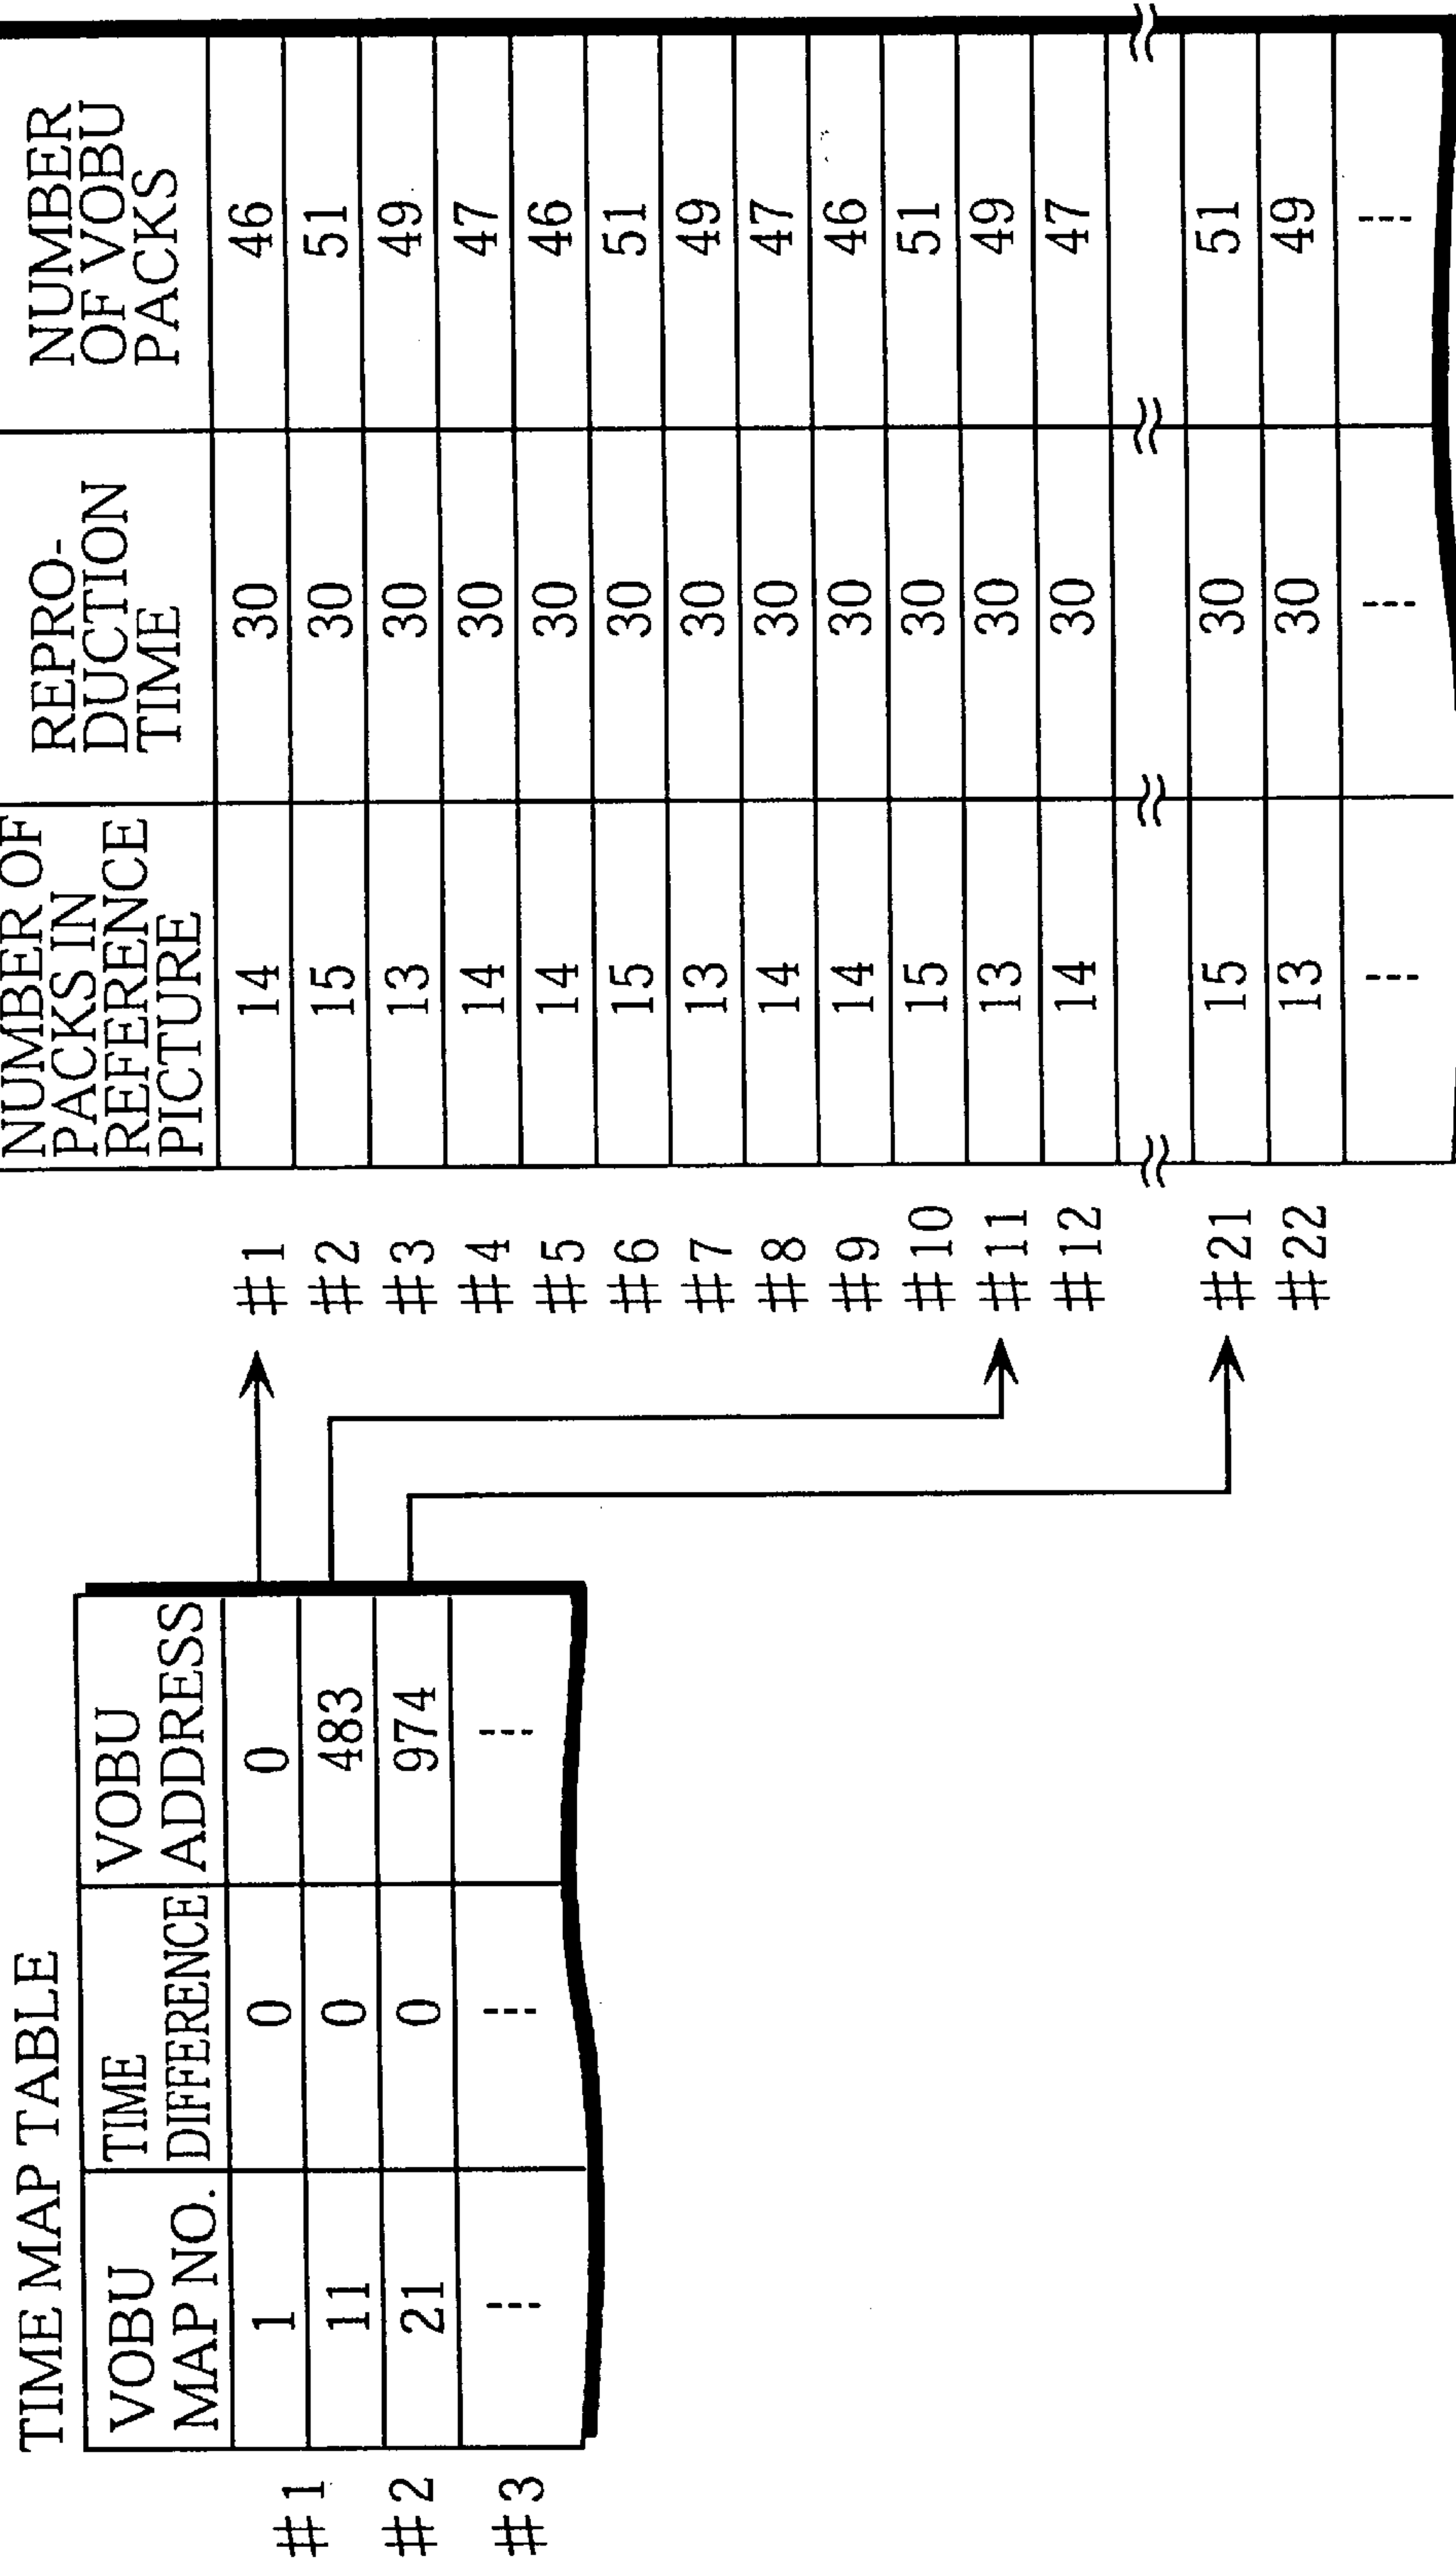 TIME MAP TABLE
VOBU MAP NO. TIME DIFFERENCE VOBU ADDRESS
#1 1 0 0
#2 11 0 483
#3 21 0 974
--- --- ---
NUMBER OF PACKS IN REFERENCE PICTURE REPRO-DUCTION TIME NUMBER OF VOBU PACKS
#1 14 30 46
#2 15 30 51
#3 13 30 49
#4 14 30 47
#5 14 30 46
#6 15 30 51
#7 13 30 49
#8 14 30 47
#9 14 30 46
#10 15 30 51
#11 13 30 49
#12 14 30 47
#21 15 30 51
#22 13 30 49
--- --- ---